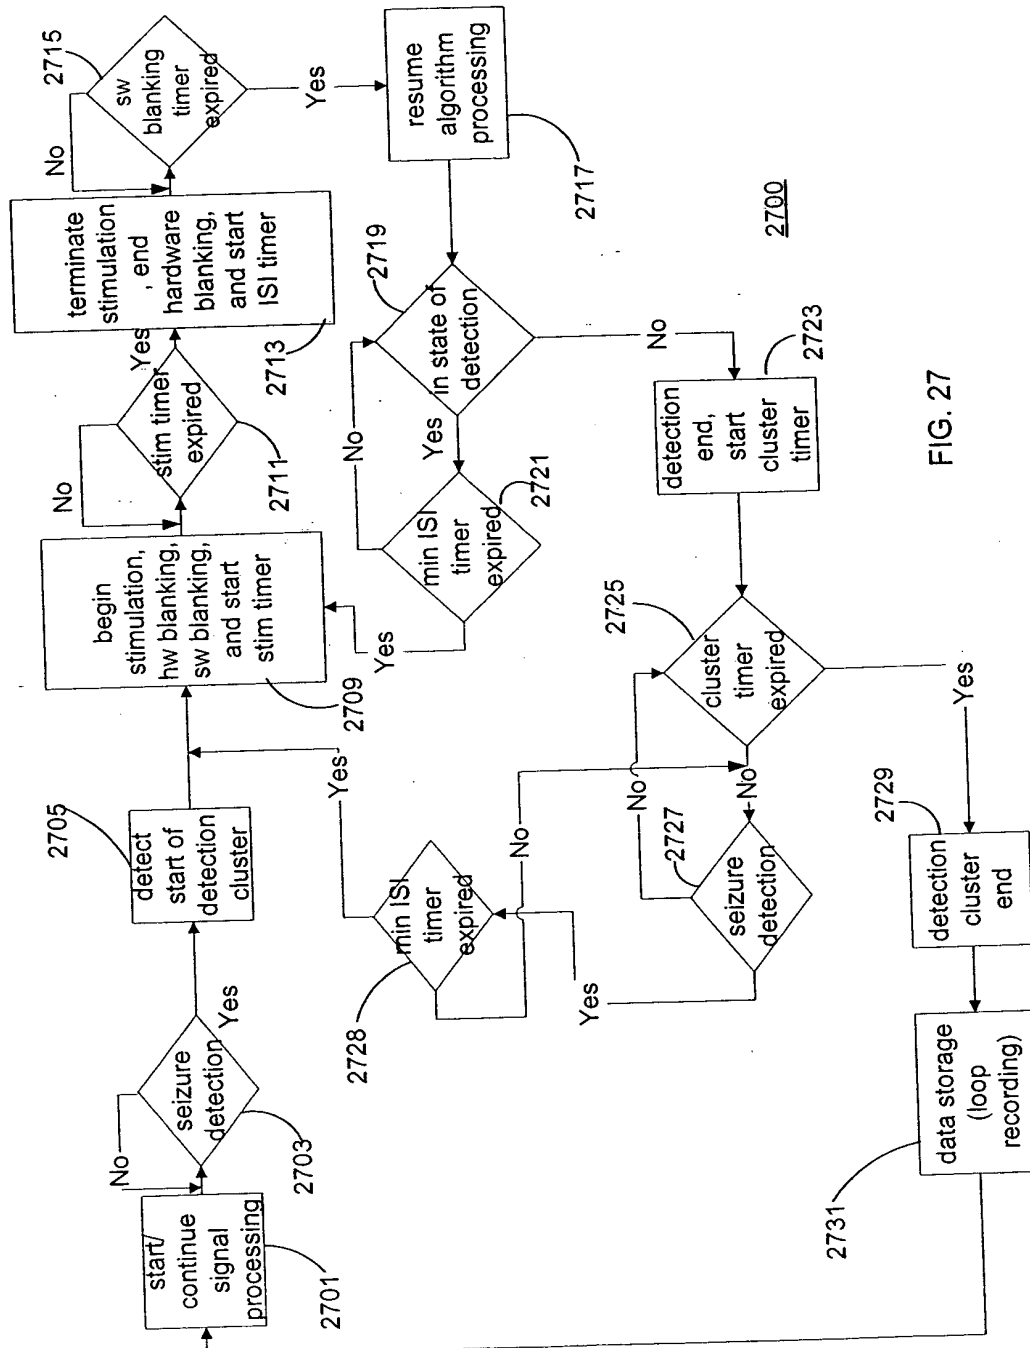 start/
continue
signal
processing
2701
No
seizure
detection
2703
Yes
detect
start of
detection
cluster
2705
begin
stimulation,
hw blanking,
sw blanking,
and start
stim timer
2709
No
stim timer
expired
2711
Yes
terminate
stimulation
, end
hardware
blanking,
and start
ISI timer
2713
No
sw
blanking
timer
expired
2715
Yes
resume
algorithm
processing
2717
in state of
detection
2719
Yes
No
min ISI
timer
expired
2721
No
Yes
detection
end,
start
cluster
timer
2723
cluster
timer
expired
2725
No
Yes
seizure
detection
2727
No
Yes
min ISI
timer
expired
2728
No
Yes
detection
cluster
end
2729
data storage
(loop
recording)
2731
2700
FIG. 27